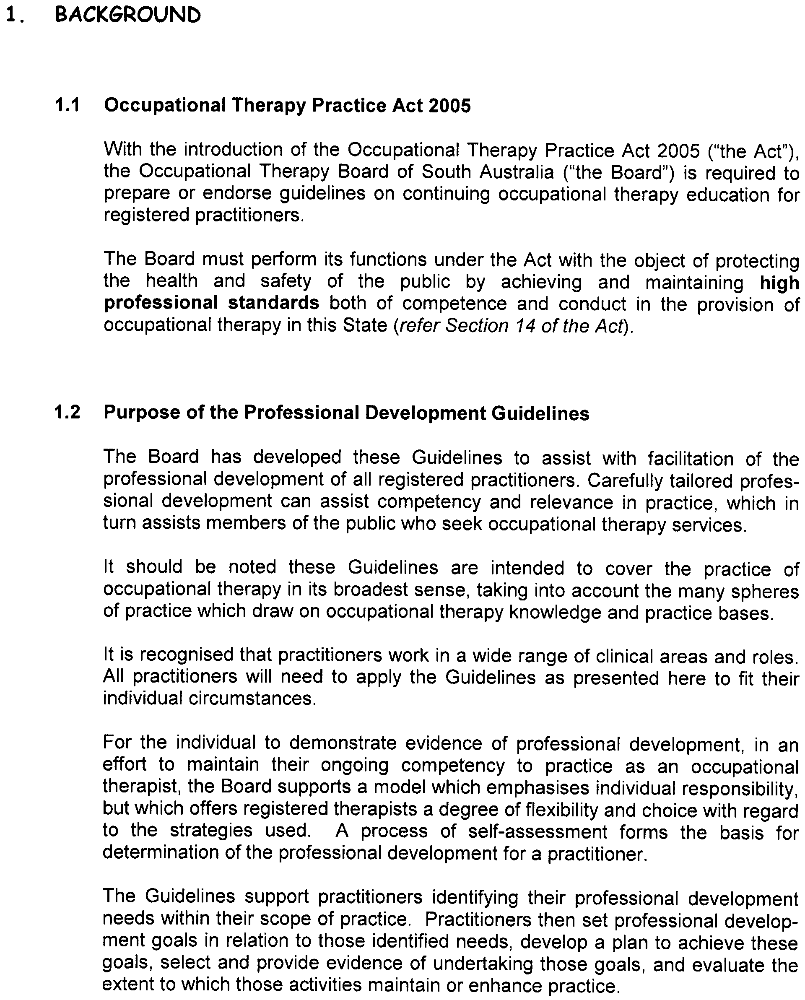 1. BACKGROUND
1.1 Occupational Therapy Practice Act 2005
With the introduction of the Occupational Therapy Practice Act 2005 (“the Act”),
the Occupational Therapy Board of South Australia (“the Board”) is required to
prepare or endorse guidelines on continuing occupational therapy education for
registered practitioners.
The Board must perform its functions under the Act with the object of protecting
the health and safety of the public by achieving and maintaining high
professional standards both of competence and conduct in the provision of
occupational therapy in this State (refer Section 14 of the Act).
1.2 Purpose of the Professional Development Guidelines
The Board has developed these Guidelines to assist with facilitation of the
professional development of all registered practitioners. Carefully tailored profes-
sional development can assist competency and relevance in practice, which in
turn assists members of the public who seek occupational therapy services.
It should be noted these Guidelines are intended to cover the practice of
occupational therapy in its broadest sense, taking into account the many spheres
of practice which draw on occupational therapy knowledge and practice bases.
It is recognised that practitioners work in a wide range of clinical areas and roles.
All practitioners will need to apply the Guidelines as presented here to fit their
individual circumstances.
For the individual to demonstrate evidence of professional development, in an
effort to maintain their ongoing competency to practice as an occupational
therapist, the Board supports a model which emphasises individual responsibility,
but which offers registered therapists a degree of flexibility and choice with regard
to the strategies used. A process of self-assessment forms the basis for
determination of the professional development for a practitioner.
The Guidelines support practitioners identifying their professional development
needs within their scope of practice. Practitioners then set professional develop-
ment goals in relation to those identified needs, develop a plan to achieve these
goals, select and provide evidence of undertaking those goals, and evaluate the
extent to which those activities maintain or enhance practice.